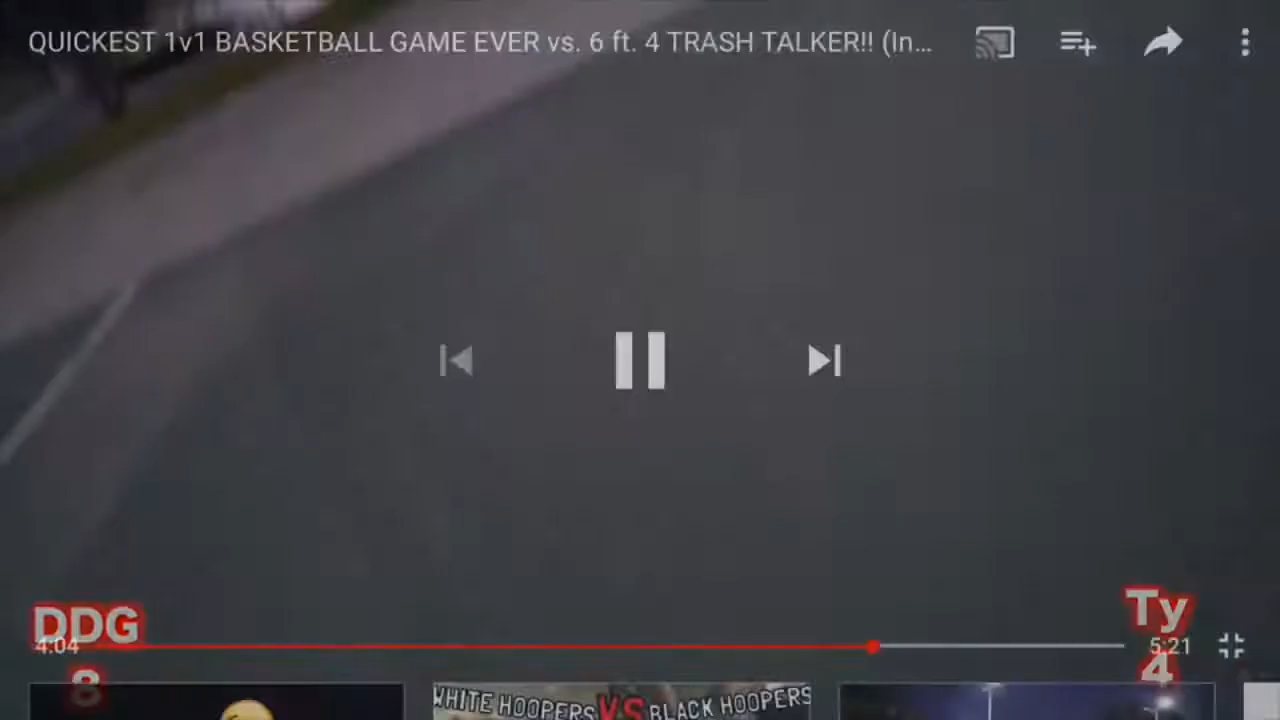 QUICKEST 1v1 BASKETBALL GAME EVER vs. 6 ft. 4 TRASH TALKER!! (In...
DDG
Ty
4:04
5:21
8
4
WHITE HOOPERS VS BLACK HOOPERS